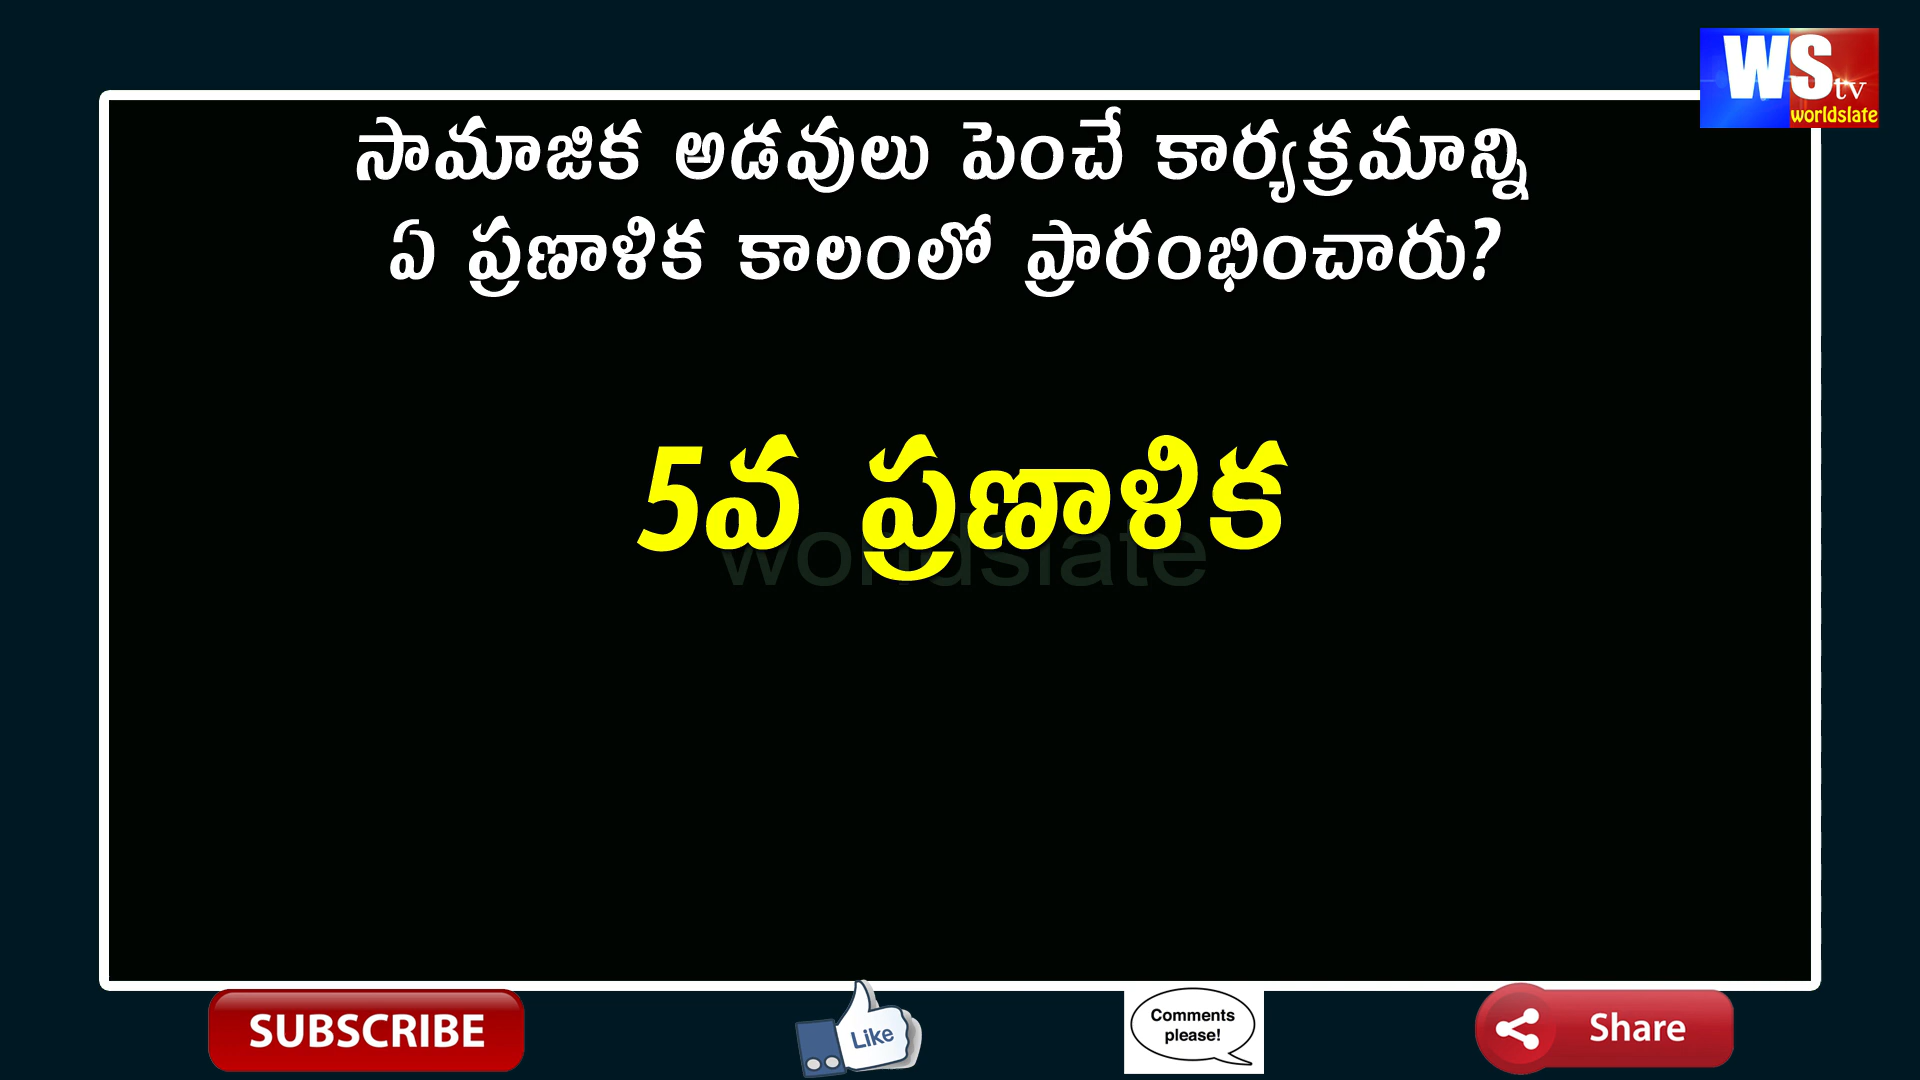 WS tv
worldslate
సామాజిక అడవులు పెంచే కార్యక్రమాన్ని
ఏ ప్రణాళిక కాలంలో ప్రారంభించారు?
5వ ప్రణాళిక
worldslate
SUBSCRIBE
Like
Comments
please!
Share